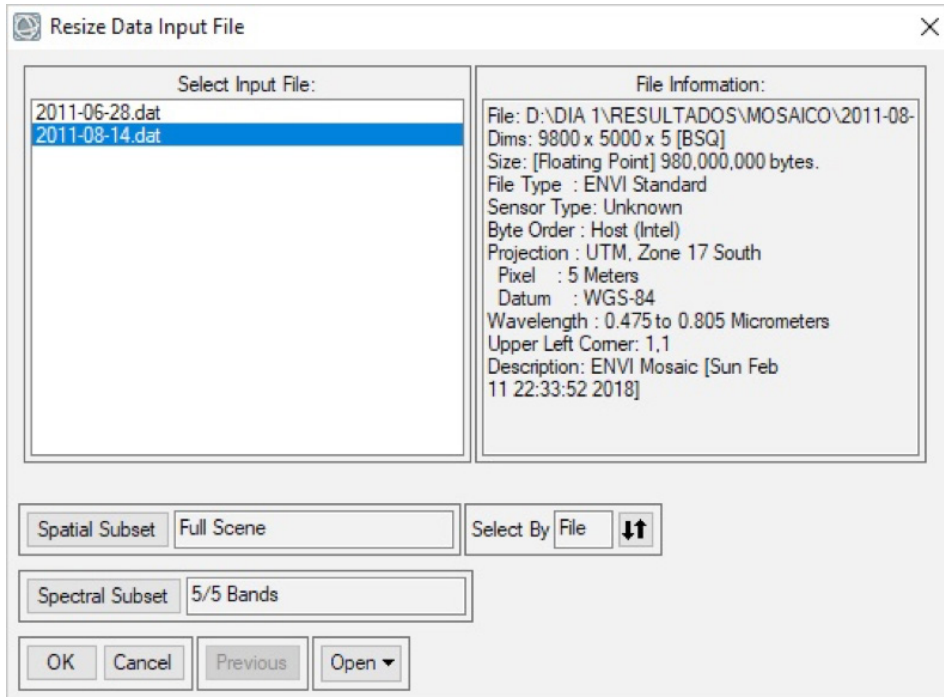 Resize Data Input File
Select Input File:
2011-06-28.dat
2011-08-14.dat
File Information:
File: D:\DIA 1\RESULTADOS\MOSAICO\2011-08-
Dims: 9800 x 5000 x 5 [BSQ]
Size: [Floating Point] 980,000,000 bytes.
File Type : ENVI Standard
Sensor Type: Unknown
Byte Order : Host (Intel)
Projection : UTM, Zone 17 South
Pixel : 5 Meters
Datum : WGS-84
Wavelength : 0.475 to 0.805 Micrometers
Upper Left Corner: 1,1
Description: ENVI Mosaic [Sun Feb
11 22:33:52 2018]
Spatial Subset Full Scene
Select By File
Spectral Subset 5/5 Bands
OK Cancel Previous Open